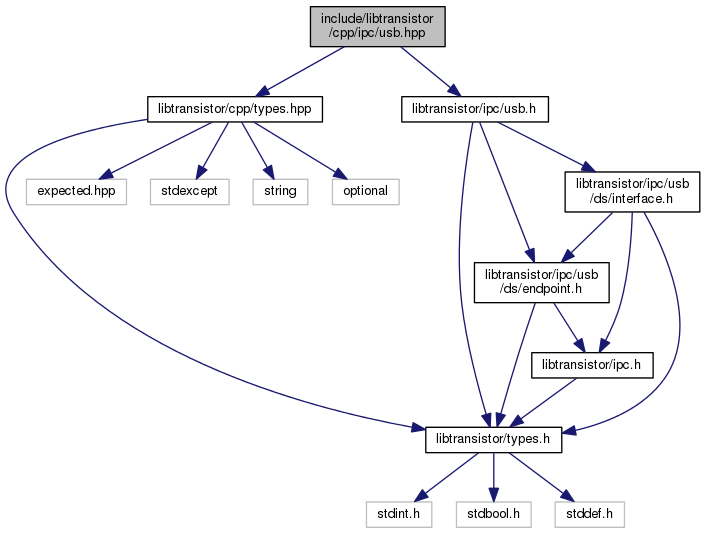 include/libtransistor
/cpp/ipc/usb.hpp
libtransistor/cpp/types.hpp
libtransistor/ipc/usb.h
expected.hpp
stdexcept
string
optional
libtransistor/ipc/usb
/ds/interface.h
libtransistor/ipc/usb
/ds/endpoint.h
libtransistor/ipc.h
libtransistor/types.h
stdint.h
stdbool.h
stddef.h